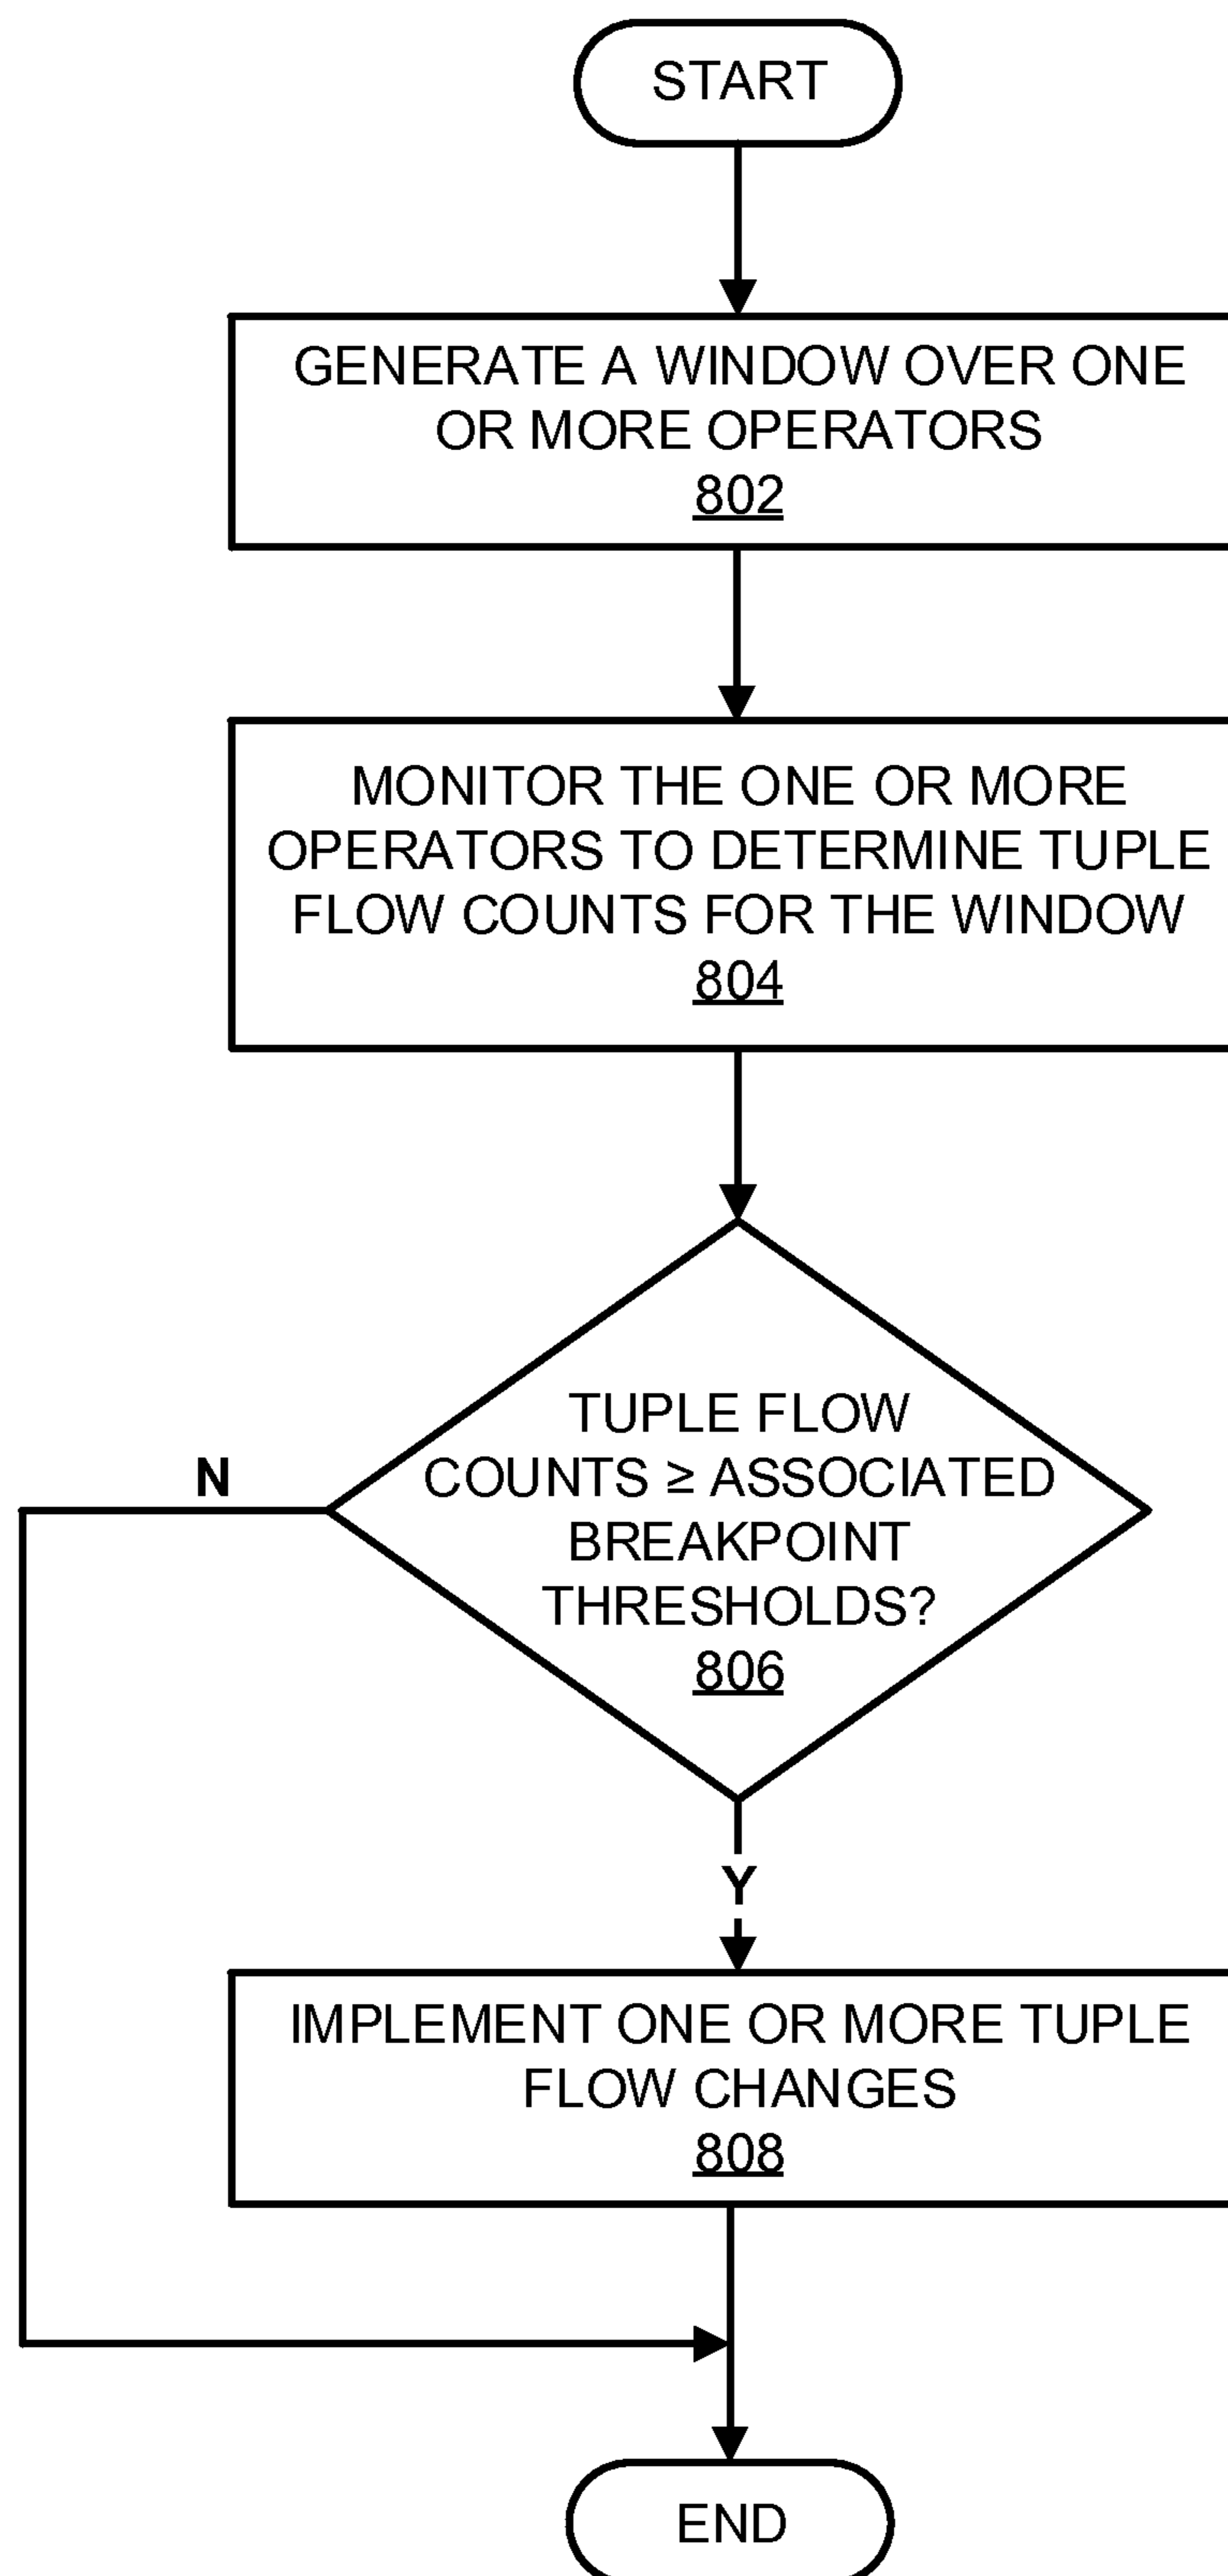 START
GENERATE A WINDOW OVER ONE
OR MORE OPERATORS
802
MONITOR THE ONE OR MORE
OPERATORS TO DETERMINE TUPLE
FLOW COUNTS FOR THE WINDOW
804
TUPLE FLOW
COUNTS ≥ ASSOCIATED
BREAKPOINT
THRESHOLDS?
806
N
Y
IMPLEMENT ONE OR MORE TUPLE
FLOW CHANGES
808
END